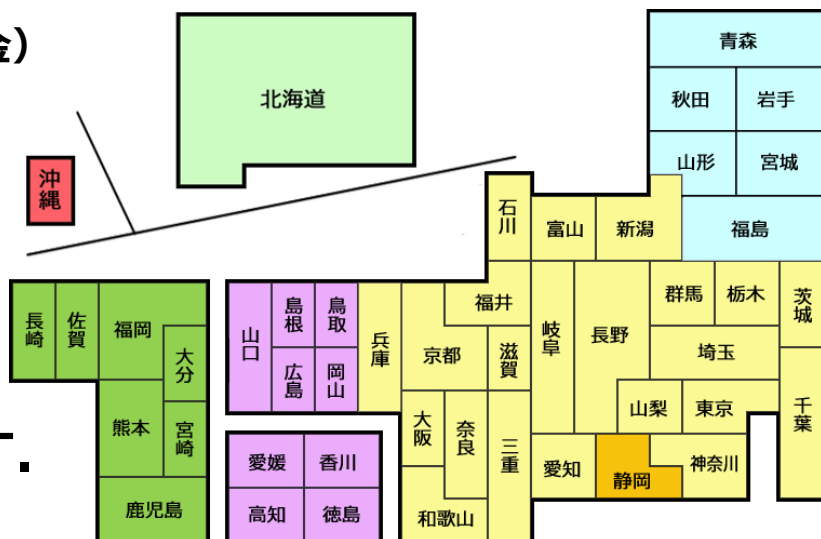 金）
北海道
沖縄
青森
秋田
岩手
山形
宮城
福島
石川
富山
新潟
福井
岐阜
長野
群馬
栃木
茨城
埼玉
山梨
東京
千葉
神奈川
静岡
愛知
滋賀
京都
兵庫
大阪
奈良
三重
和歌山
鳥取
島根
岡山
広島
山口
愛媛
香川
高知
徳島
長崎
佐賀
福岡
大分
熊本
宮崎
鹿児島